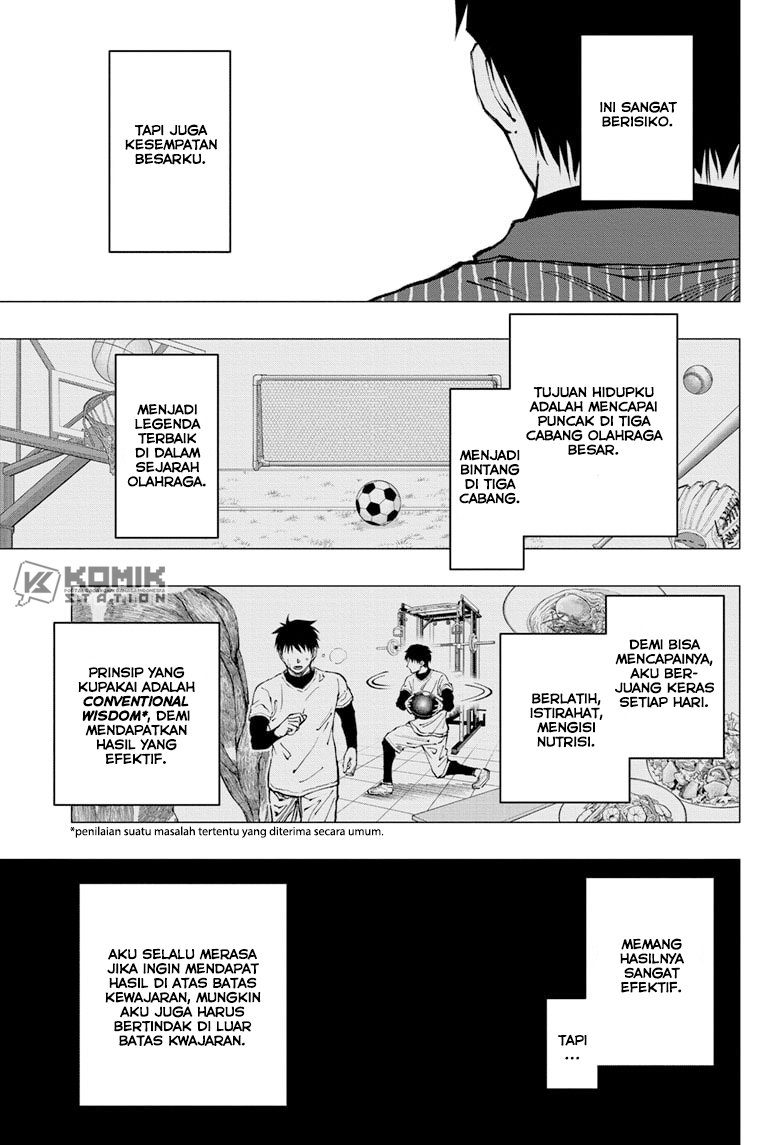 INI SANGAT
BERISIKO.
TAPI JUGA
KESEMPATAN
BESARKU.
TUJUAN HIDUPKU
ADALAH MENCAPAI
PUNCAK DI TIGA
CABANG OLAHRAGA
BESAR.
MENJADI
BINTANG
DI TIGA
CABANG.
MENJADI
LEGENDA
TERBAIK
DI DALAM
SEJARAH
OLAHRAGA.
KOMIK
STATION
DEMI BISA
MENCAPAINYA,
AKU BER-
JUANG KERAS
SETIAP HARI.
BERLATIH,
ISTIRAHAT,
MENGISI
NUTRISI.
PRINSIP YANG
KUPAKAI ADALAH
CONVENTIONAL
WISDOM*, DEMI
MENDAPATKAN
HASIL YANG
EFEKTIF.
*penilaian suatu masalah tertentu yang diterima secara umum.
MEMANG
HASILNYA
SANGAT
EFEKTIF.
TAPI
...
AKU SELALU MERASA
JIKA INGIN MENDAPAT
HASIL DI ATAS BATAS
KEWAJARAN, MUNGKIN
AKU JUGA HARUS
BERTINDAK DI LUAR
BATAS KWAJARAN.